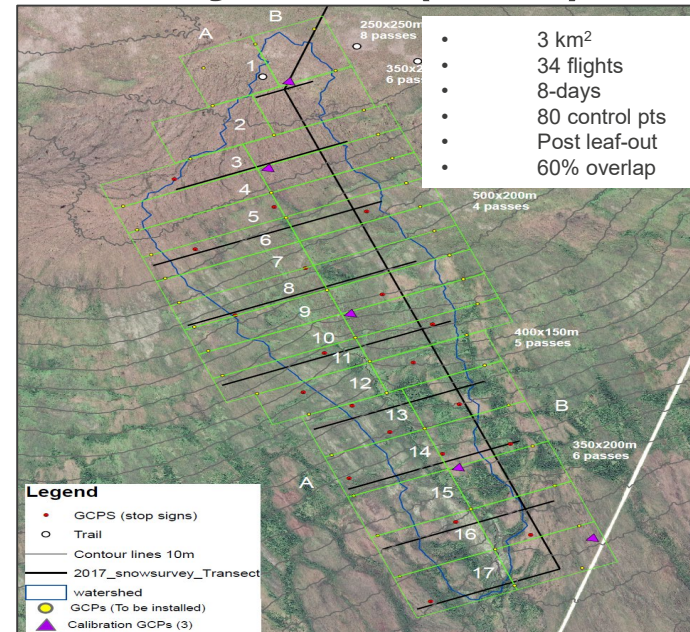 B
A
250x250m
8 passes
1
350x2
6 pas
• 3 km²
• 34 flights
• 8-days
• 80 control pts
• Post leaf-out
• 60% overlap
2
3
4
500x200m
4 passes
5
6
7
8
9
10
400x150m
5 passes
11
12
13
B
14
350x200m
6 passes
A
15
16
17
Legend
GCPS (stop signs)
Trail
Contour lines 10m
2017_snowsurvey_Transect
watershed
GCPs (To be installed)
Calibration GCPs (3)